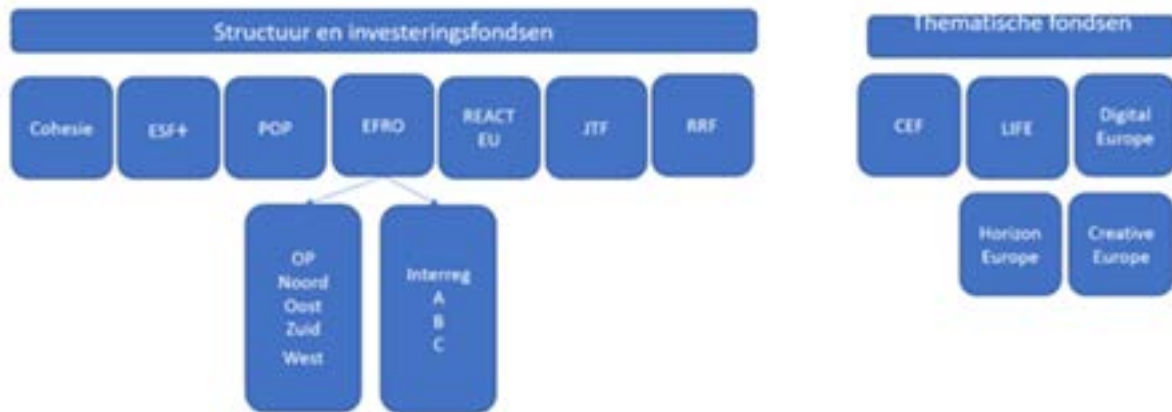 Structuur en investeringsfondsen
Cohesie
ESF+
POP
EFRO
REACT
EU
JTF
RRF
OP
Noord
Oost
Zuid
West
Interreg
A
B
C
Thematische fondsen
CEF
LIFE
Digital
Europe
Horizon
Europe
Creative
Europe